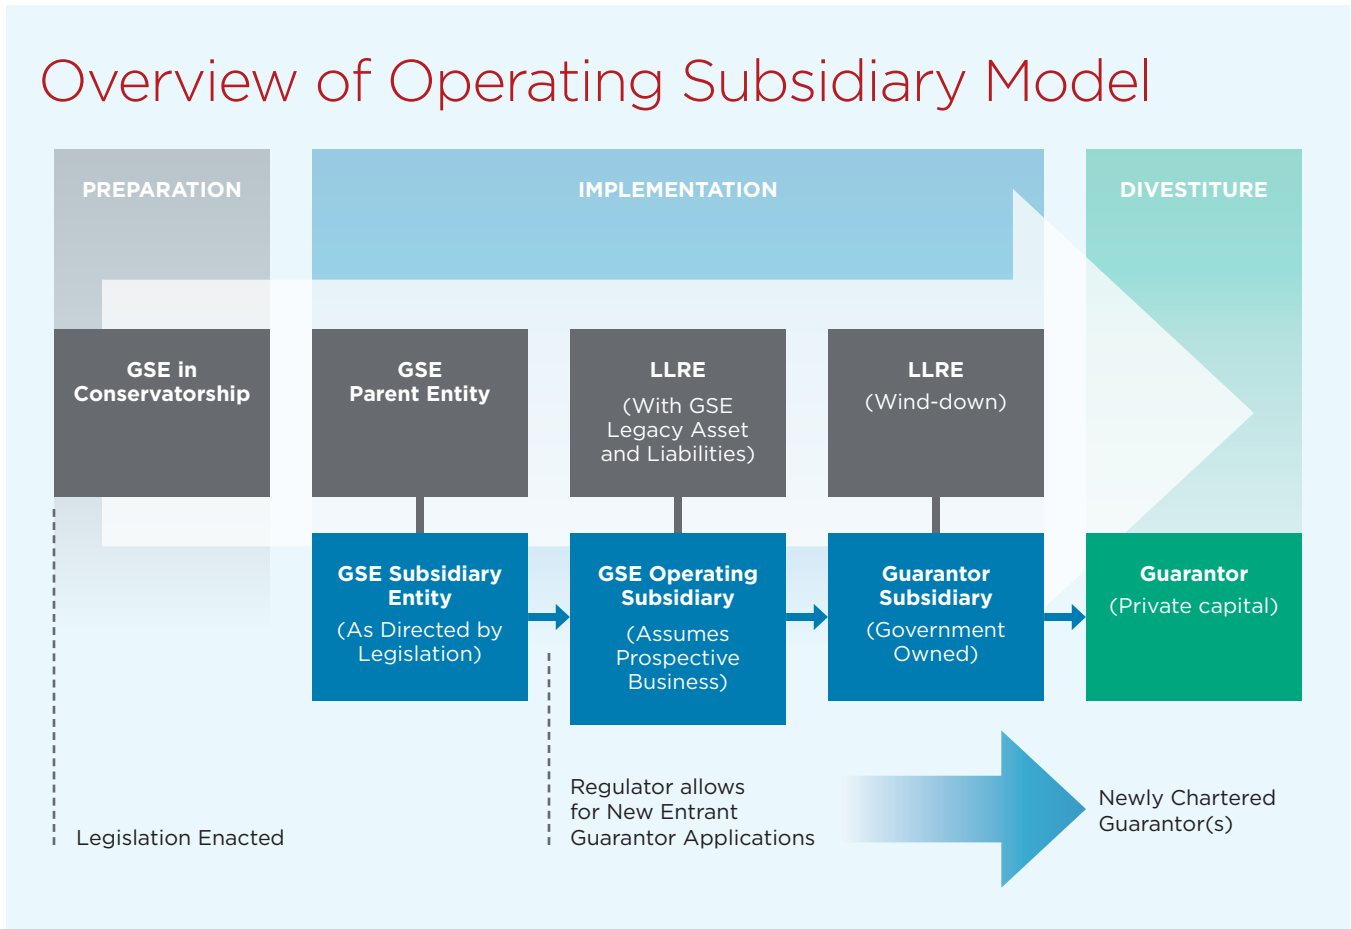 Overview of Operating Subsidiary Model
PREPARATION
IMPLEMENTATION
DIVESTITURE
GSE in
Conservatorship
GSE
Parent Entity
LLRE
(With GSE
Legacy Asset
and Liabilities)
LLRE
(Wind-down)
GSE Subsidiary
Entity
(As Directed by
Legislation)
GSE Operating
Subsidiary
(Assumes
Prospective
Business)
Guarantor
Subsidiary
(Government
Owned)
Guarantor
(Private capital)
Legislation Enacted
Regulator allows
for New Entrant
Guarantor Applications
Newly Chartered
Guarantor(s)